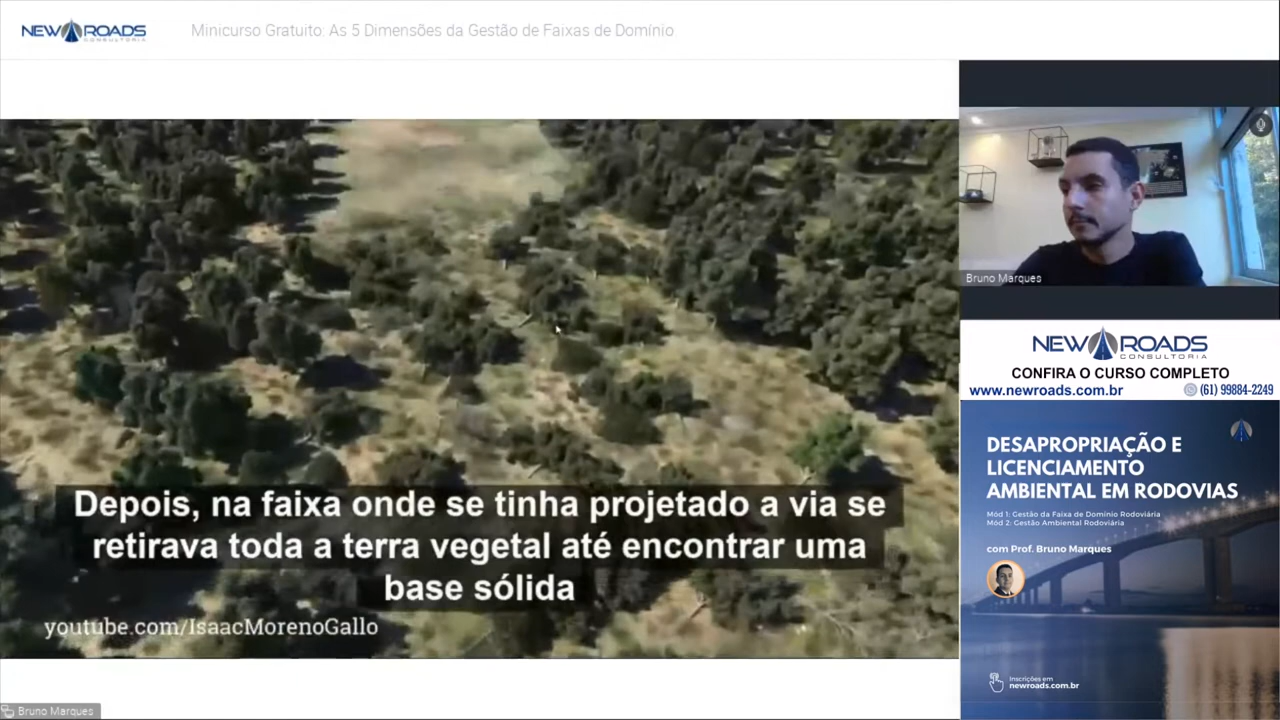 NEW ROADS
CONSULTORIA
Minicurso Gratuito: As 5 Dimensões da Gestão de Faixas de Domínio
Depois, na faixa onde se tinha projetado a via se
retirava toda a terra vegetal até encontrar uma
base sólida
youtube.com/IsaacMorenoGallo
Bruno Marques
Bruno Marques
NEW ROADS
CONSULTORIA
CONFIRA O CURSO COMPLETO
www.newroads.com.br (61) 99884-2249
DESAPROPRIAÇÃO E
LICENCIAMENTO
AMBIENTAL EM RODOVIAS
Mód 1: Gestão da Faixa de Domínio Rodoviária
Mód 2: Gestão Ambiental Rodoviária
com Prof. Bruno Marques
Inscrições em
newroads.com.br